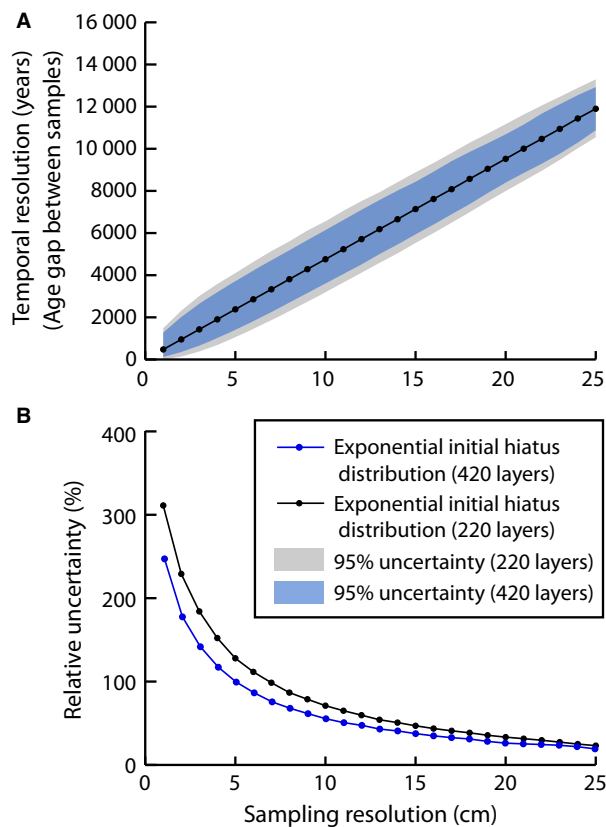 A
16 000
14 000
12 000
10 000
8000
6000
4000
2000
0
Temporal resolution (years)
(Age gap between samples)
0
5
10
15
20
25
B
400
300
200
100
0
Relative uncertainty (%)
Exponential initial hiatus
distribution (420 layers)
Exponential initial hiatus
distribution (220 layers)
95% uncertainty (220 layers)
95% uncertainty (420 layers)
0
5
10
15
20
25
Sampling resolution (cm)